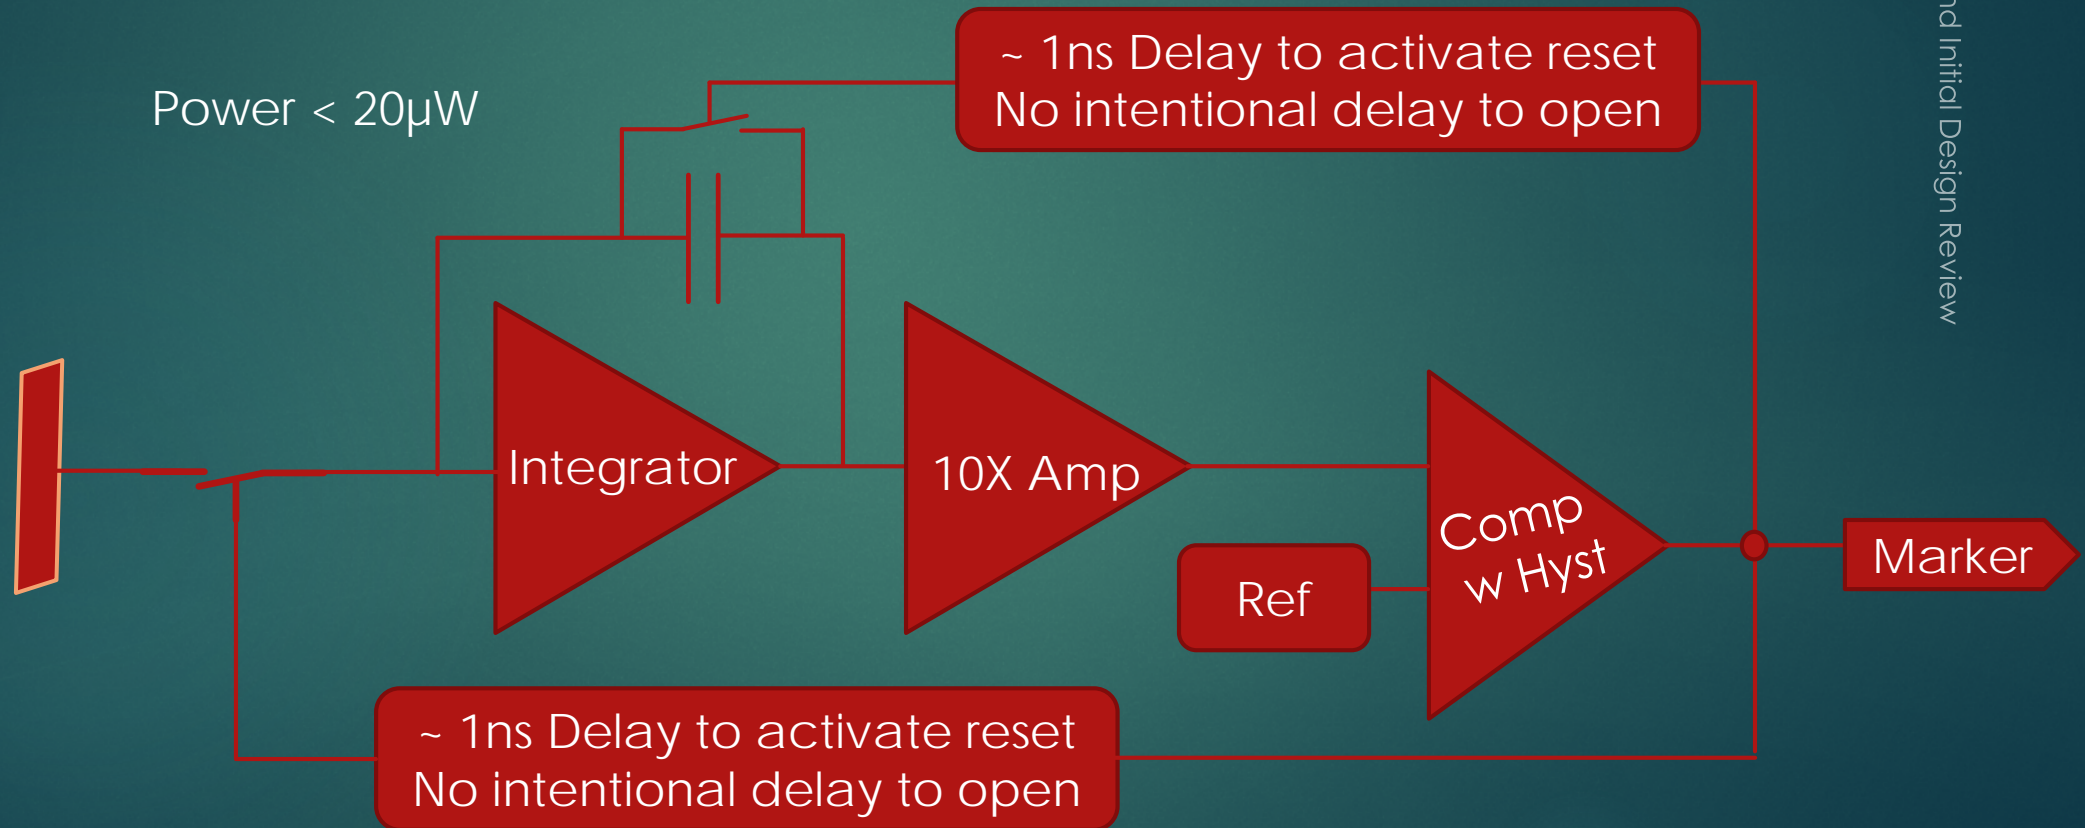 ~ 1ns Delay to activate reset
No intentional delay to open
Power < 20µW
Integrator
10X Amp
Comp
w Hyst
Ref
Marker
~ 1ns Delay to activate reset
No intentional delay to open
Initial Design Review